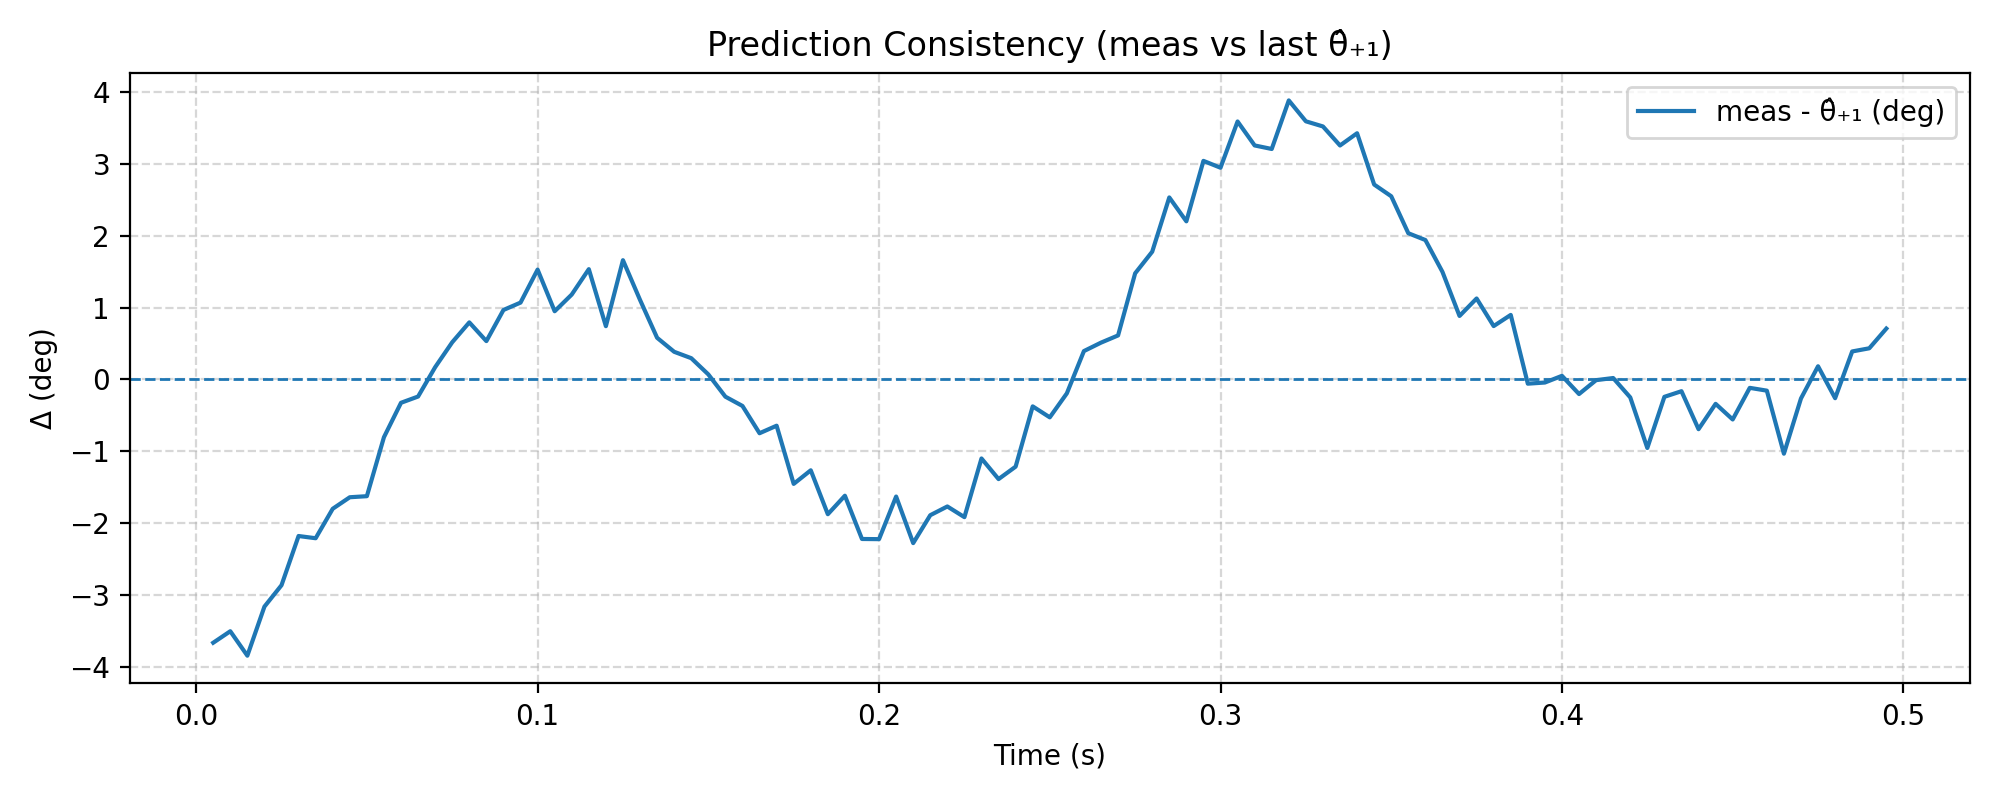 Prediction Consistency (meas vs last θ̂₊₁)
meas - θ̂₊₁ (deg)
Δ (deg)
4
3
2
1
0
−1
−2
−3
−4
0.0 0.1 0.2 0.3 0.4 0.5
Time (s)